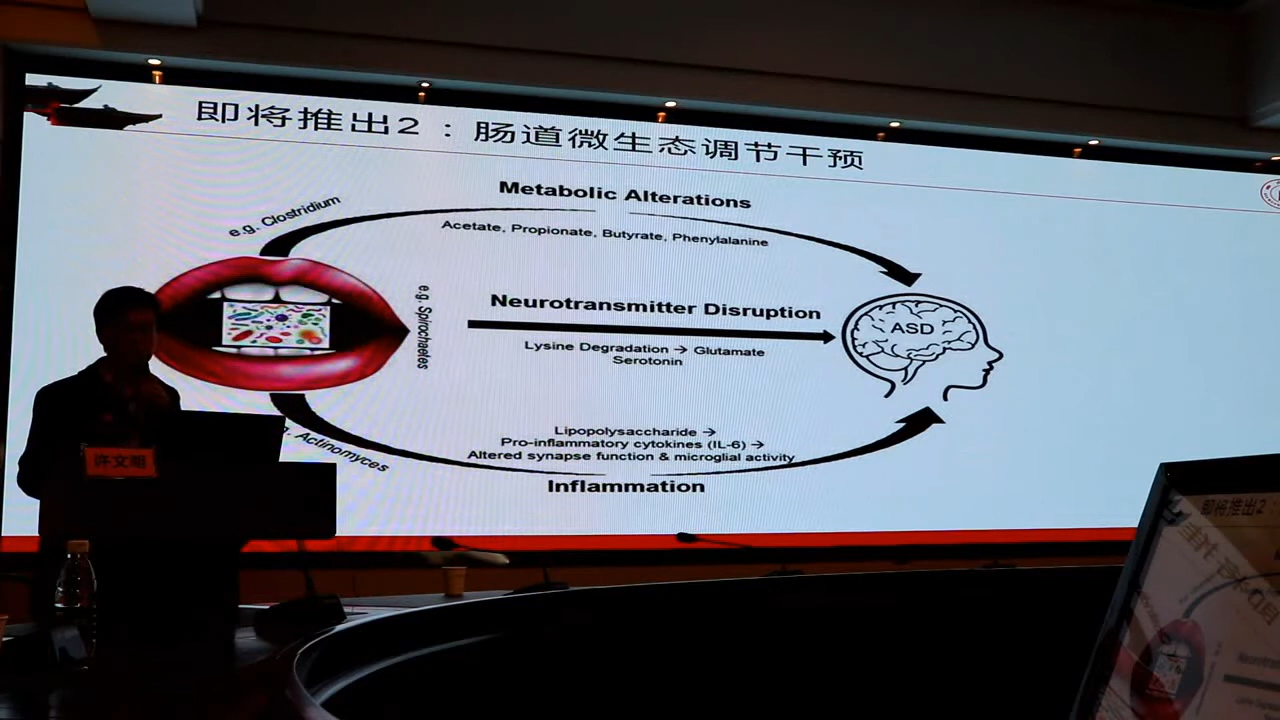 即将推出2：肠道微生态调节干预
Metabolic Alterations
e.g. Clostridium
Acetate, Propionate, Butyrate, Phenylalanine
e.g. Spirochaetes
Neurotransmitter Disruption
ASD
Lysine Degradation → Glutamate
Serotonin
Lipopolysaccharide →
Pro-inflammatory cytokines (IL-6) →
Altered synapse function & microglial activity
Actinomyces
Inflammation
许文明
即将推出2：